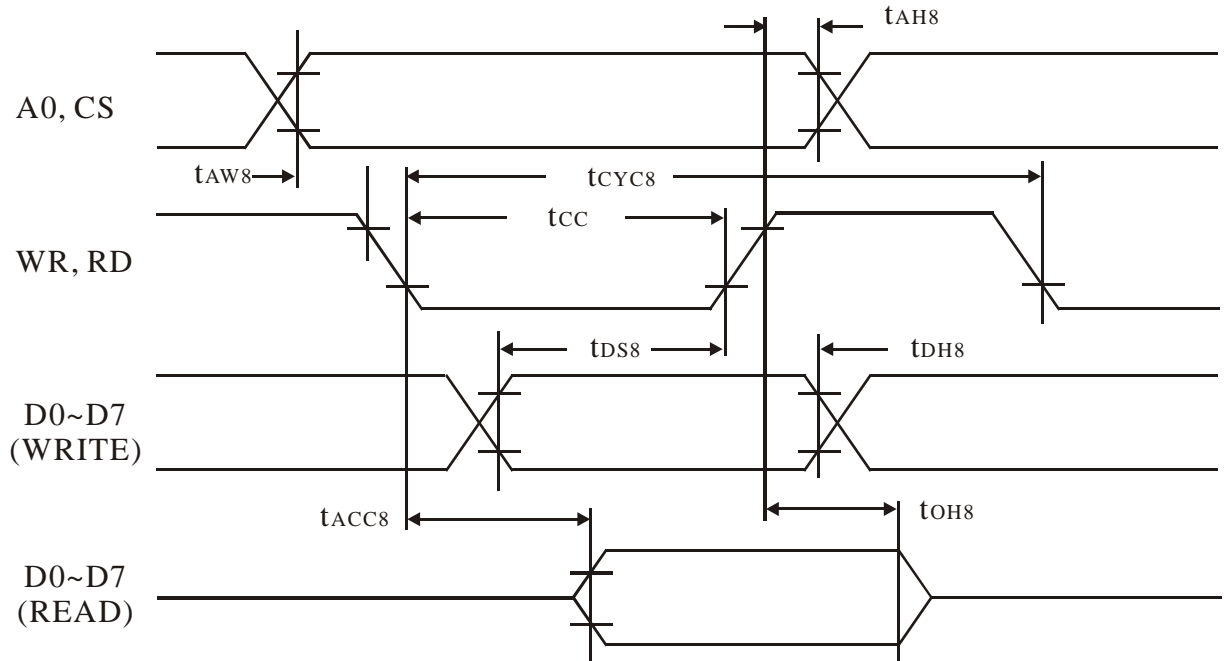 tAH8
A0, CS
tAW8
tCYC8
tCC
WR, RD
tDS8
tDH8
D0~D7
(WRITE)
tACC8
tOH8
D0~D7
(READ)